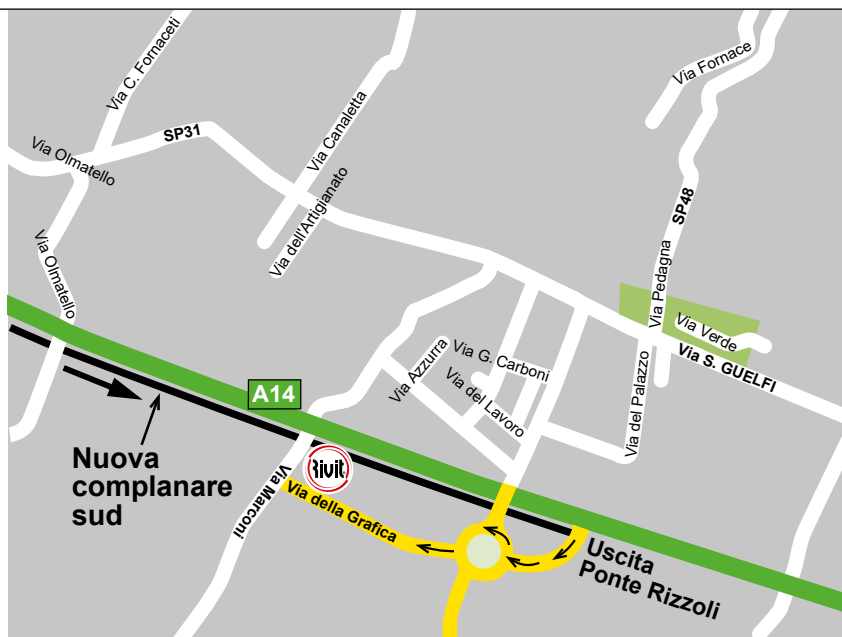 Via C. Fornaceti
Via Fornace
SP31
Via Canaletta
Via Olmatello
SP48
Via dell'Artigianato
Via Olmatello
Via Pedagna
Via Verde
Via Azzurra
Via G. Carboni
Via S. GUELFI
Via del Lavoro
Via del Palazzo
A14
Nuova
complanare
sud
Rivit
Via Marconi
Via della Grafica
Uscita
Ponte Rizzoli